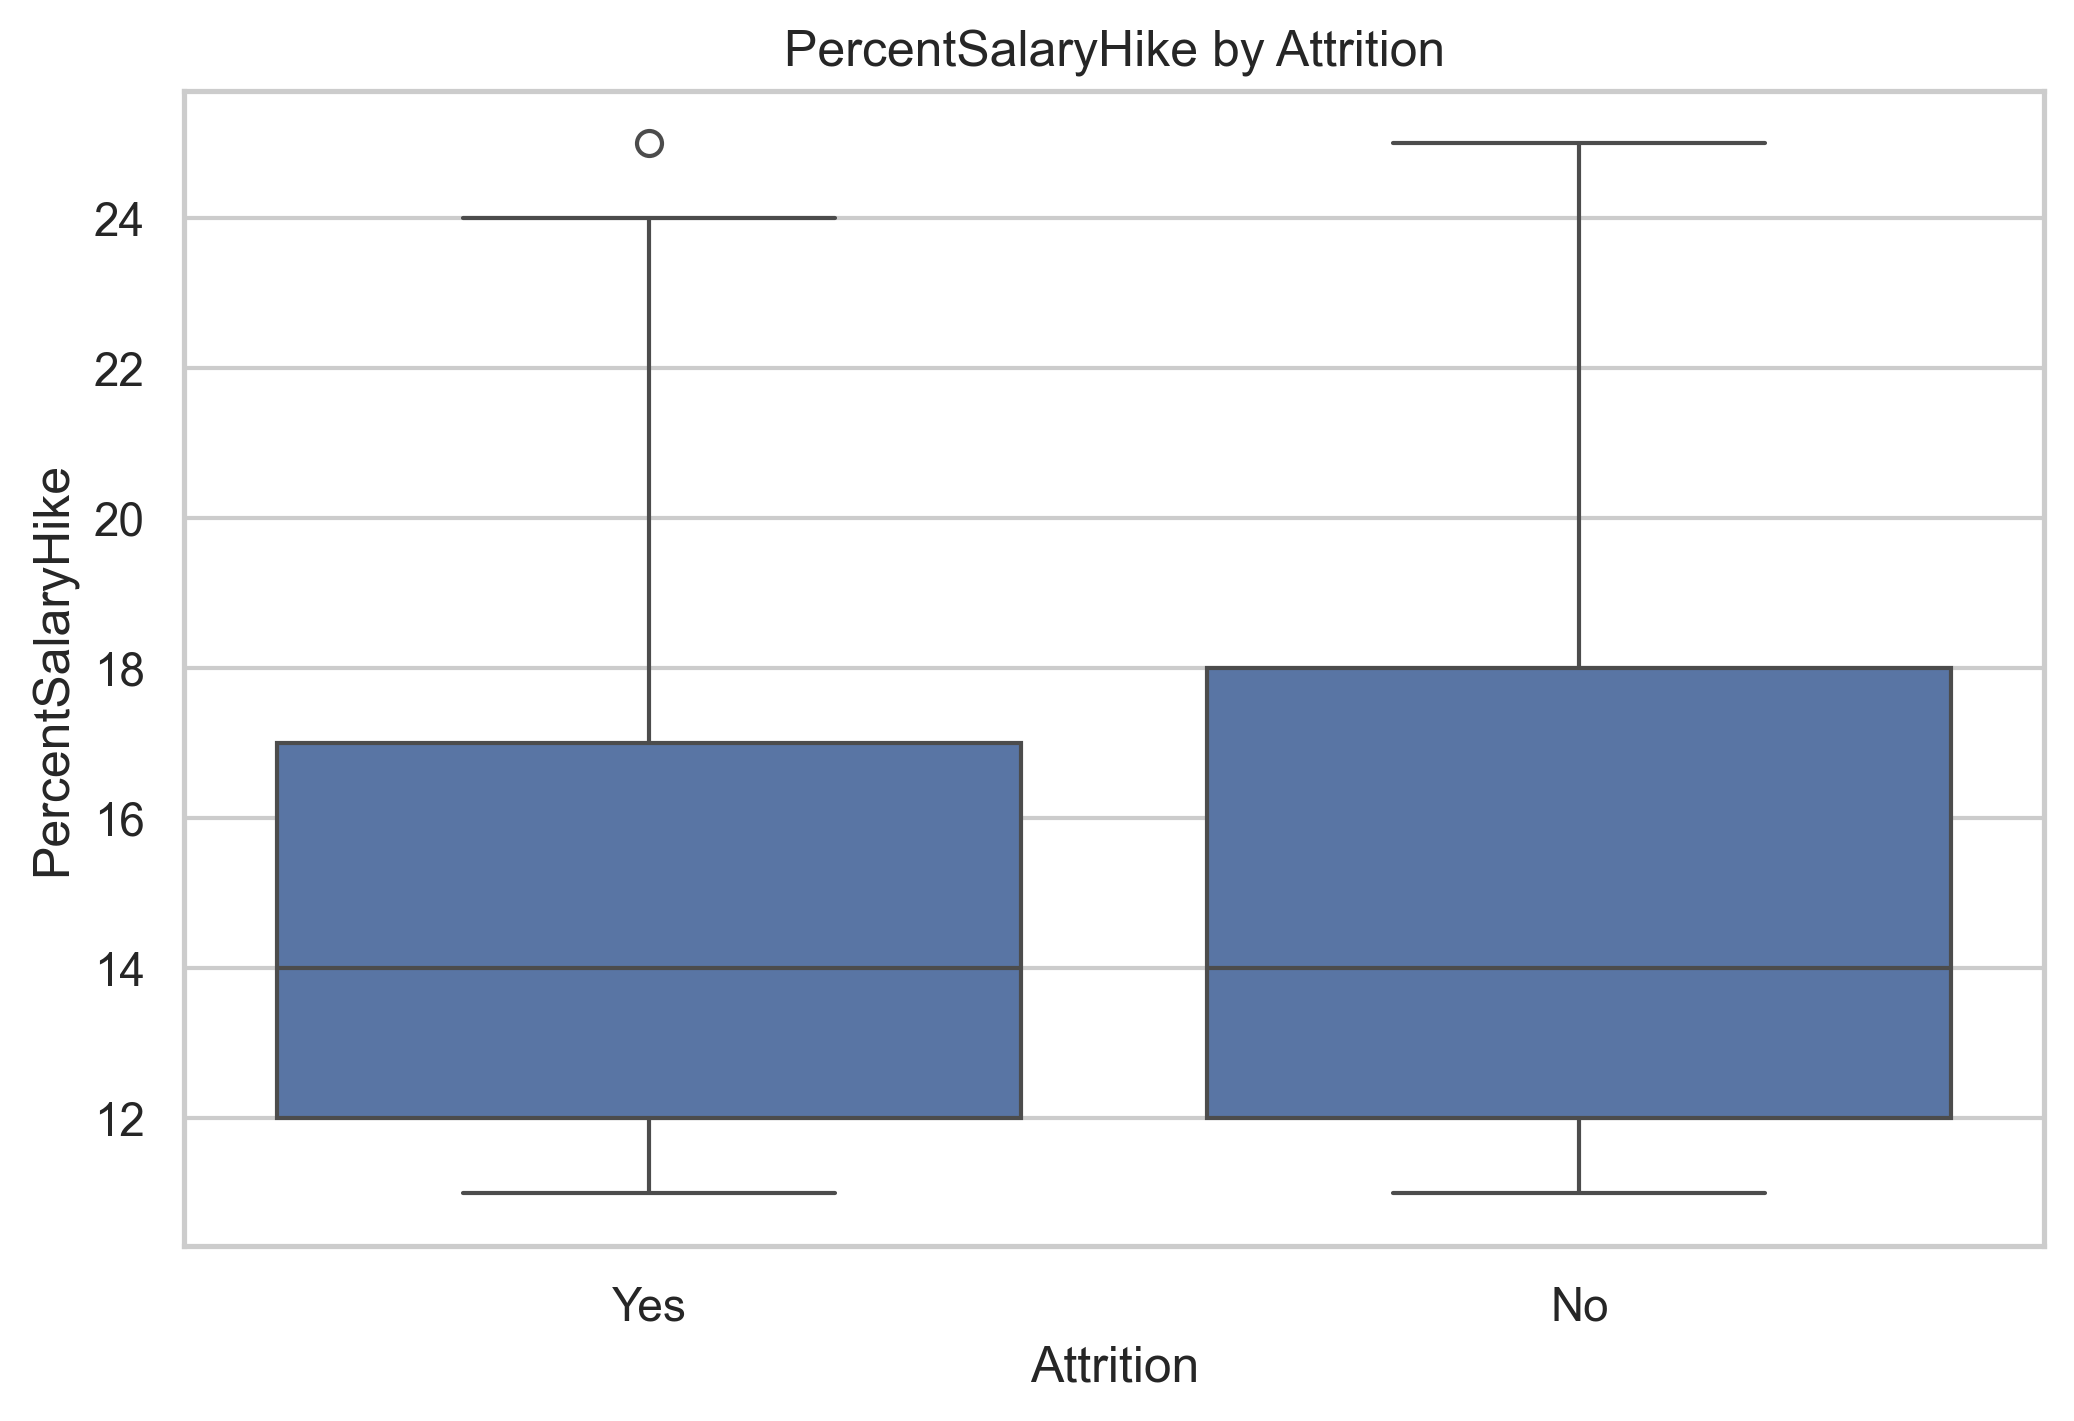 PercentSalaryHike by Attrition
PercentSalaryHike
24
22
20
18
16
14
12
Yes
No
Attrition